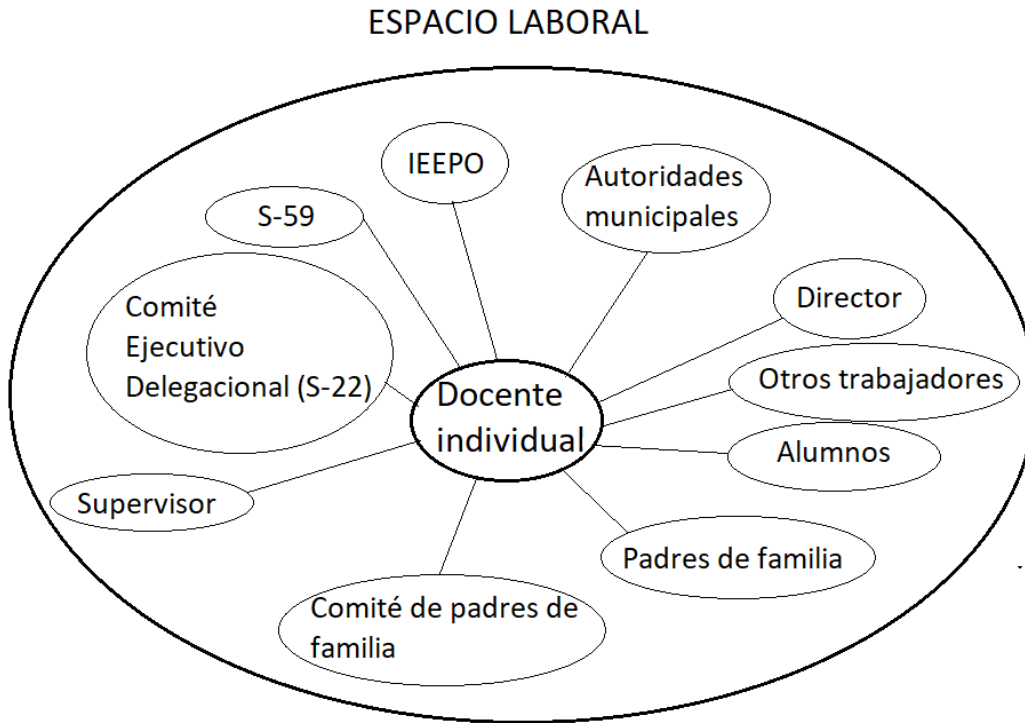 ESPACIO LABORAL
IEEPO
Autoridades
municipales
S-59
Comité
Ejecutivo
Delegacional (S-22)
Director
Otros trabajadores
Docente
individual
Alumnos
Supervisor
Padres de familia
Comité de padres de
familia